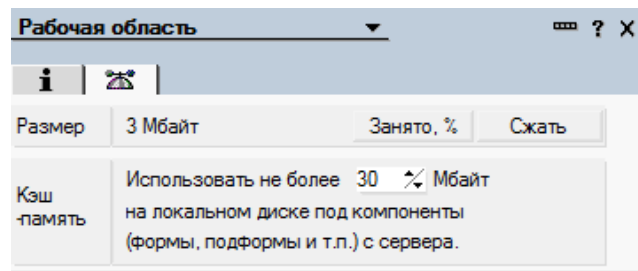 Рабочая область ? X
i
Размер 3 Мбайт Занято, % Сжать
Кэш -память
Использовать не более 30 Мбайт
на локальном диске под компоненты
(формы, подформы и т.п.) с сервера.